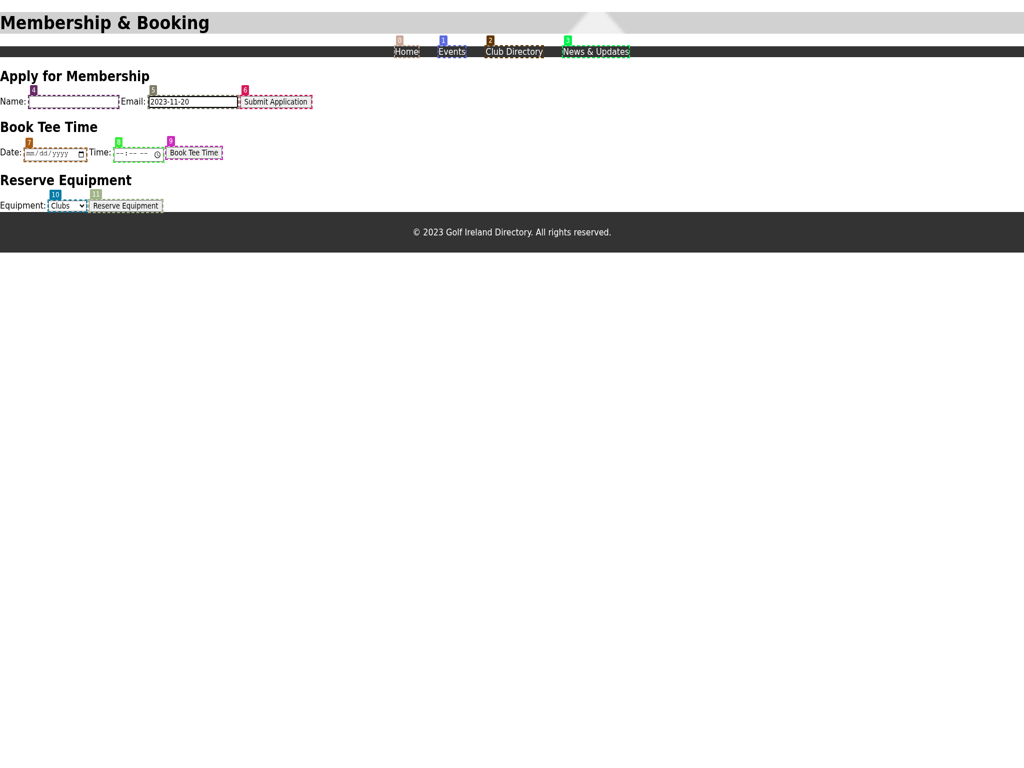 Membership & Booking
0 1 2 3
Home Events Club Directory News & Updates
Apply for Membership
4 5 6
Name: Email: 2023-11-20 Submit Application
Book Tee Time
7 8 9
Date: mm/dd/yyyy Time: --:-- -- Book Tee Time
Reserve Equipment
10 11
Equipment: Clubs Reserve Equipment
© 2023 Golf Ireland Directory. All rights reserved.